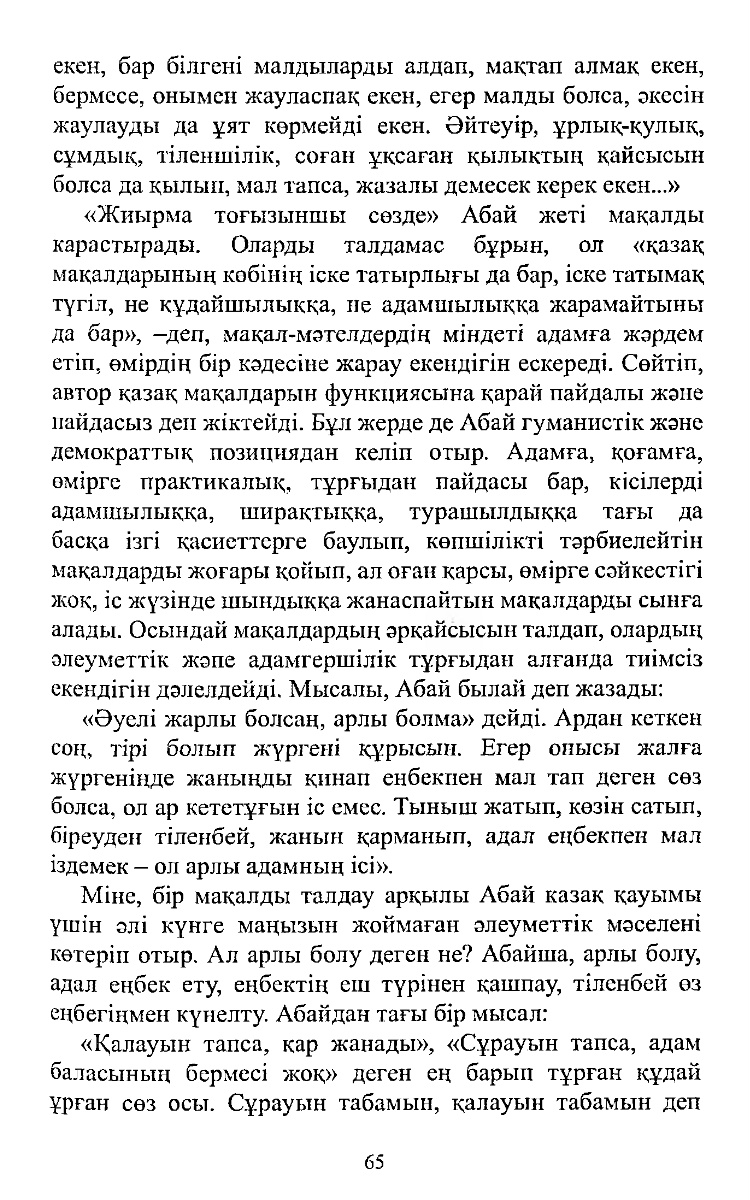 екен, бар білгені малдыларды алдап, мақтап алмақ екен,
бермесе, онымен жауласпақ екен, егер малды болса, әкесін
жаулауды да ұят көрмейді екен. Әйтеуір, ұрлық-қулық,
сұмдық, тіленшілік, соған ұқсаған қылықтың қайсысын
болса да қылып, мал тапса, жазалы демесек керек екен...»
«Жиырма тоғызыншы сөзде» Абай жеті мақалды
карастырады. Оларды талдамас бұрын, ол «қазақ
мақалдарының көбінің іске татырлығы да бар, іске татымақ
түгіл, не құдайшылыққа, не адамшылыққа жарамайтыны
да бар», –деп, мақал-мәтелдердің міндеті адамға жәрдем
етіп, өмірдің бір кәдесіне жарау екендігін ескереді. Сөйтіп,
автор қазақ мақалдарын функциясына қарай пайдалы және
пайдасыз деп жіктейді. Бұл жерде де Абай гуманистік және
демократтық позициядан келіп отыр. Адамға, қоғамға,
өмірге практикалық, тұрғыдан пайдасы бар, кісілерді
адамшылыққа, ширақтыққа, турашылдыққа тағы да
басқа ізгі қасиеттерге баулып, көпшілікті тәрбиелейтін
мақалдарды жоғары қойып, ал оған қарсы, өмірге сәйкестігі
жоқ, іс жүзінде шындыққа жанаспайтын мақалдарды сынға
алады. Осындай мақалдардың әрқайсысын талдап, олардың
әлеуметтік және адамгершілік тұрғыдан алғанда тиімсіз
екендігін дәлелдейді. Мысалы, Абай былай деп жазады:
«Әуелі жарлы болсаң, арлы болма» дейді. Ардан кеткен
соң, тірі болып жүргені құрысын. Егер онысы жалға
жүргеніңде жаныңды қинап еңбекпен мал тап деген сөз
болса, ол ар кететұғын іс емес. Тыныш жатып, көзін сатып,
біреуден тіленбей, жанын қарманып, адал еңбекпен мал
іздемек – ол арлы адамның ісі».
Міне, бір мақалды талдау арқылы Абай казақ қауымы
үшін әлі күнге маңызын жоймаған әлеуметтік мәселені
көтеріп отыр. Ал арлы болу деген не? Абайша, арлы болу,
адал еңбек ету, еңбектің еш түрінен қашпау, тіленбей өз
еңбегіңмен күнелту. Абайдан тағы бір мысал:
«Қалауын тапса, қар жанады», «Сұрауын тапса, адам
баласының бермесі жоқ» деген ең барып тұрған құдай
ұрған сөз осы. Сұрауын табамын, қалауын табамын деп
65